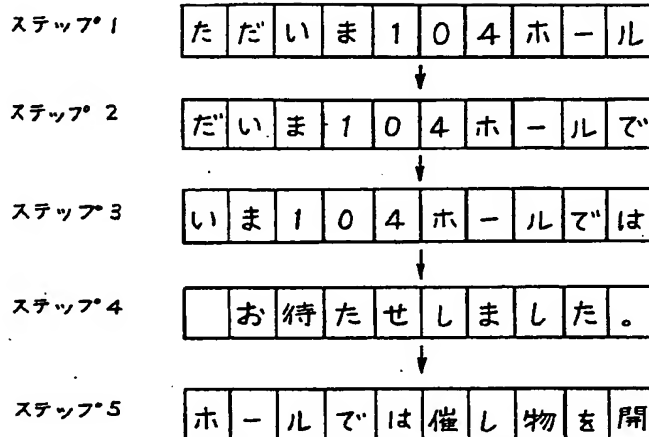 ステップ1 ただいま104ホール
ステップ2 だいま104ホールで
ステップ3 いま104ホールでは
ステップ4 お待たせしました。
ステップ5 ホールでは催し物を開